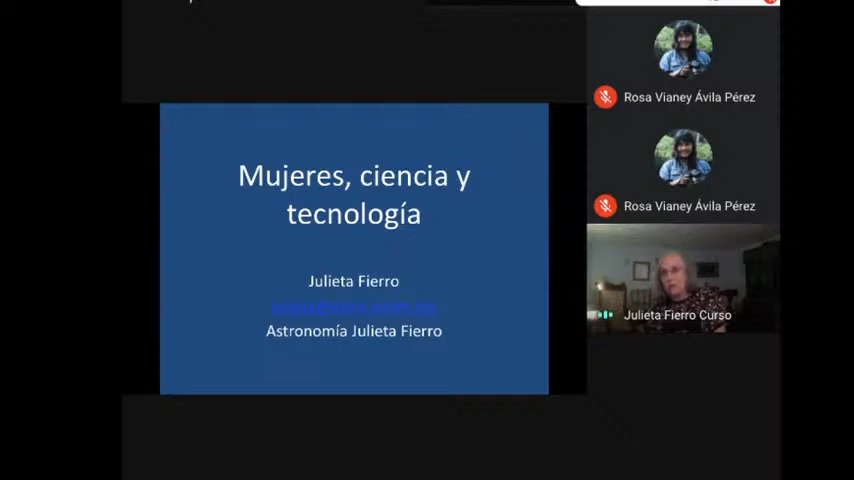 Mujeres, ciencia y
tecnología
Julieta Fierro
Astronomía Julieta Fierro
Rosa Vianey Ávila Pérez
Rosa Vianey Ávila Pérez
Julieta Fierro Curso